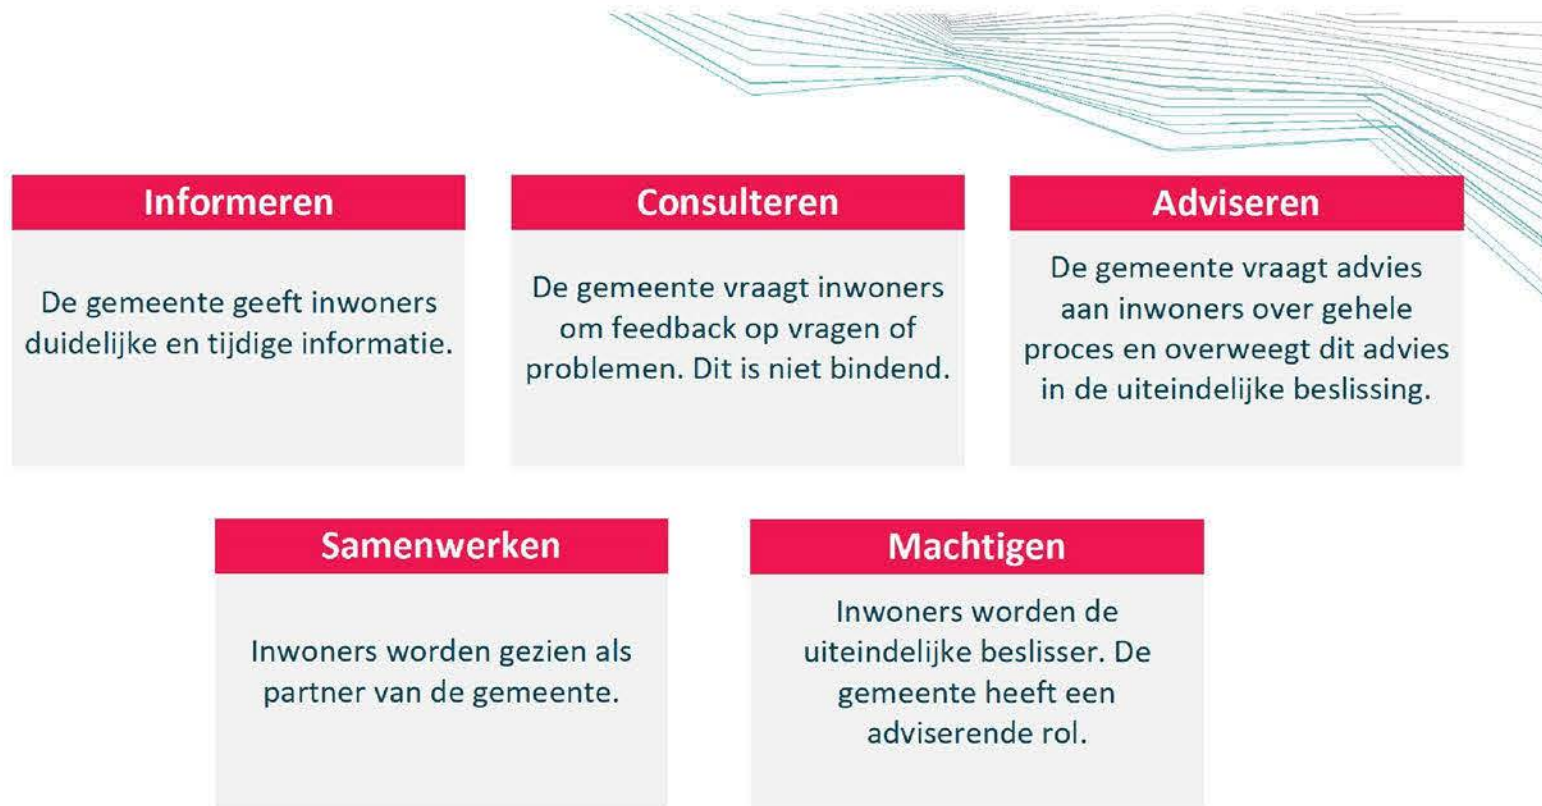 Informeren
De gemeente geeft inwoners
duidelijke en tijdige informatie.
Consulteren
De gemeente vraagt inwoners
om feedback op vragen of
problemen. Dit is niet bindend.
Adviseren
De gemeente vraagt advies
aan inwoners over gehele
proces en overweegt dit advies
in de uiteindelijke beslissing.
Samenwerken
Inwoners worden gezien als
partner van de gemeente.
Machtigen
Inwoners worden de
uiteindelijke beslisser. De
gemeente heeft een
adviserende rol.